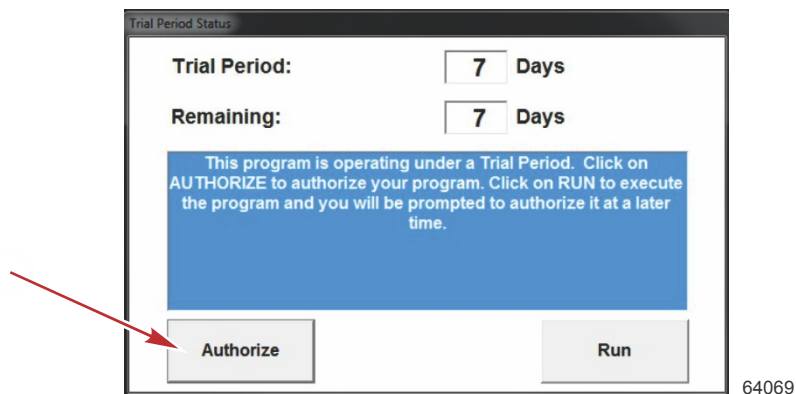 Trial Period Status
Trial Period: 7 Days
Remaining: 7 Days
This program is operating under a Trial Period. Click on
AUTHORIZE to authorize your program. Click on RUN to execute
the program and you will be prompted to authorize it at a later
time.
Authorize Run
64069